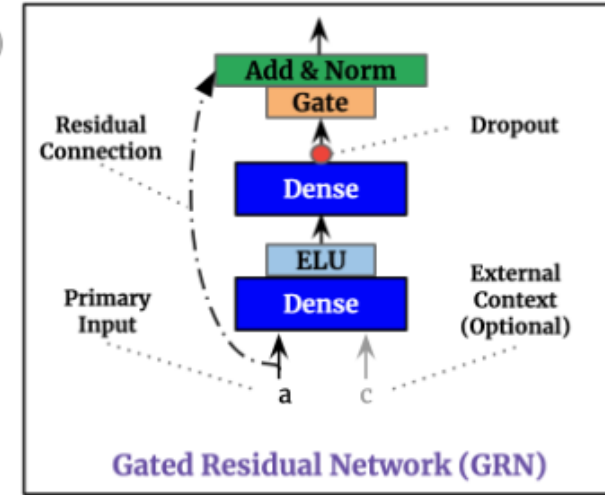 Add & Norm
Gate
Residual
Connection
Dropout
Dense
ELU
Dense
Primary
Input
External
Context
(Optional)
a
c
Gated Residual Network (GRN)